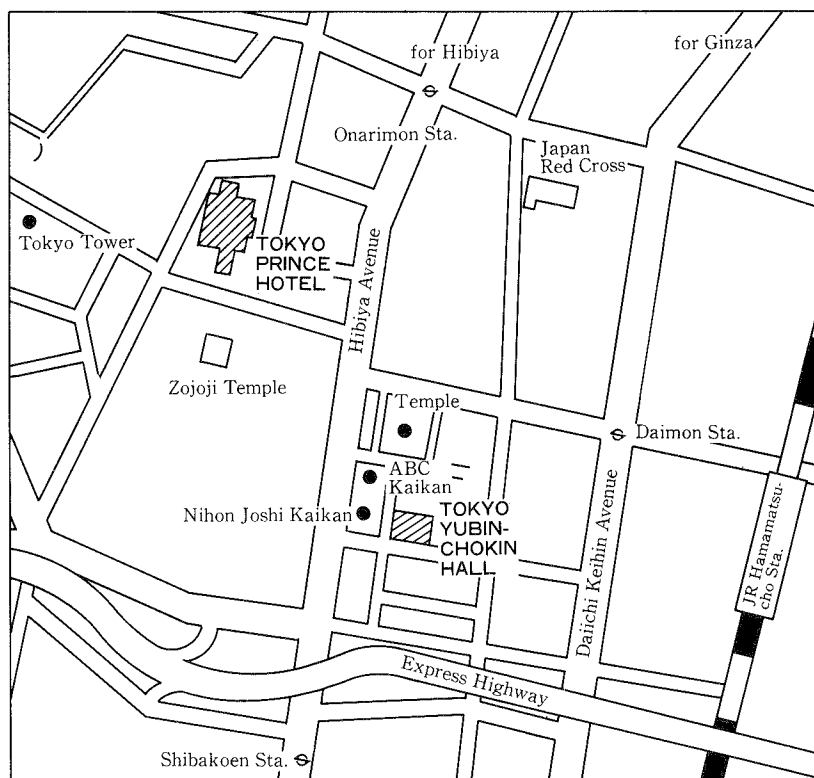 for Hibiya
for Ginza
Onarimon Sta.
Japan
Red Cross
Tokyo Tower
TOKYO
PRINCE
HOTEL
Hibiya Avenue
Zojoji Temple
Temple
Daimon Sta.
ABC
Kaikan
Nihon Joshi Kaikan
TOKYO
YUBIN-
CHOKIN
HALL
Daiichi Keihin Avenue
JR Hamamatsu-
cho Sta.
Express Highway
Shibakoen Sta.